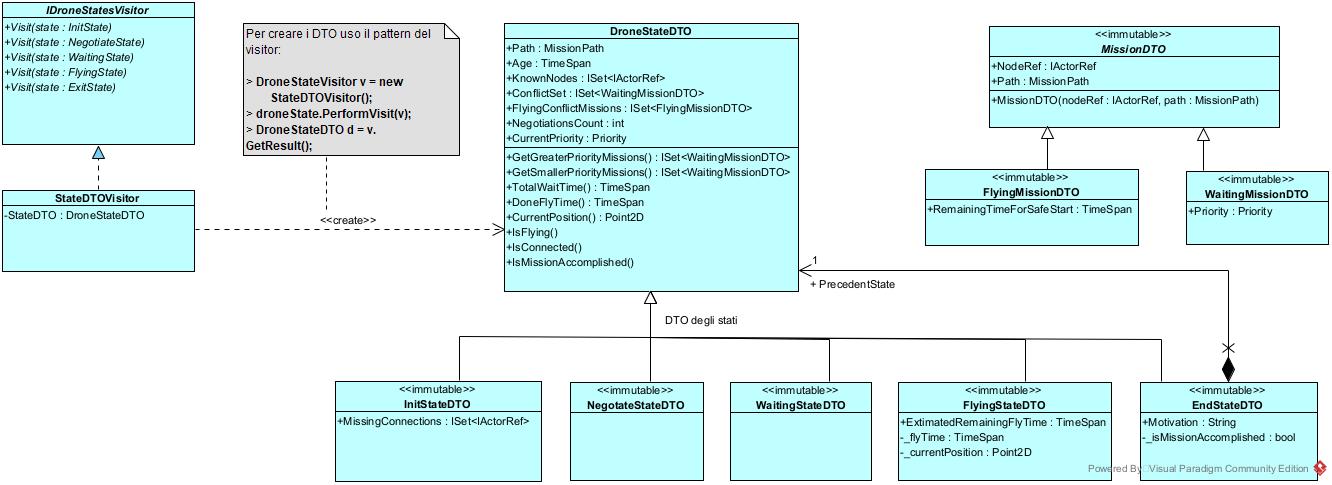 IDroneStatesVisitor
+Visit(state : InitState)
+Visit(state : NegotiateState)
+Visit(state : WaitingState)
+Visit(state : FlyingState)
+Visit(state : ExitState)
StateDTOVisitor
-StateDTO : DroneStateDTO
Per creare i DTO uso il pattern del
visitor:
> DroneStateVisitor v = new
StateDTOVisitor();
> droneState.PerformVisit(v);
> DroneStateDTO d = v.
GetResult();
<<create>>
DroneStateDTO
+Path : MissionPath
+Age : TimeSpan
+KnownNodes : ISet<IActorRef>
+ConflictSet : ISet<WaitingMissionDTO>
+FlyingConflictMissions : ISet<FlyingMissionDTO>
+NegotiationsCount : int
+CurrentPriority : Priority
+GetGreaterPriorityMissions() : ISet<WaitingMissionDTO>
+GetSmallerPriorityMissions() : ISet<WaitingMissionDTO>
+TotalWaitTime() : TimeSpan
+DoneFlyTime() : TimeSpan
+CurrentPosition() : Point2D
+IsFlying()
+IsConnected()
+IsMissionAccomplished()
<<immutable>>
MissionDTO
+NodeRef : IActorRef
+Path : MissionPath
+MissionDTO(nodeRef : IActorRef, path : MissionPath)
<<immutable>>
FlyingMissionDTO
+RemainingTimeForSafeStart : TimeSpan
<<immutable>>
WaitingMissionDTO
+Priority : Priority
1
+ PrecedentState
DTO degli stati
<<immutable>>
InitStateDTO
+MissingConnections : ISet<IActorRef>
<<immutable>>
NegotateStateDTO
<<immutable>>
WaitingStateDTO
<<immutable>>
FlyingStateDTO
+ExtimatedRemainingFlyTime : TimeSpan
-_flyTime : TimeSpan
-_currentPosition : Point2D
<<immutable>>
EndStateDTO
+Motivation : String
-_isMissionAccomplished : bool
Powered By Visual Paradigm Community Edition